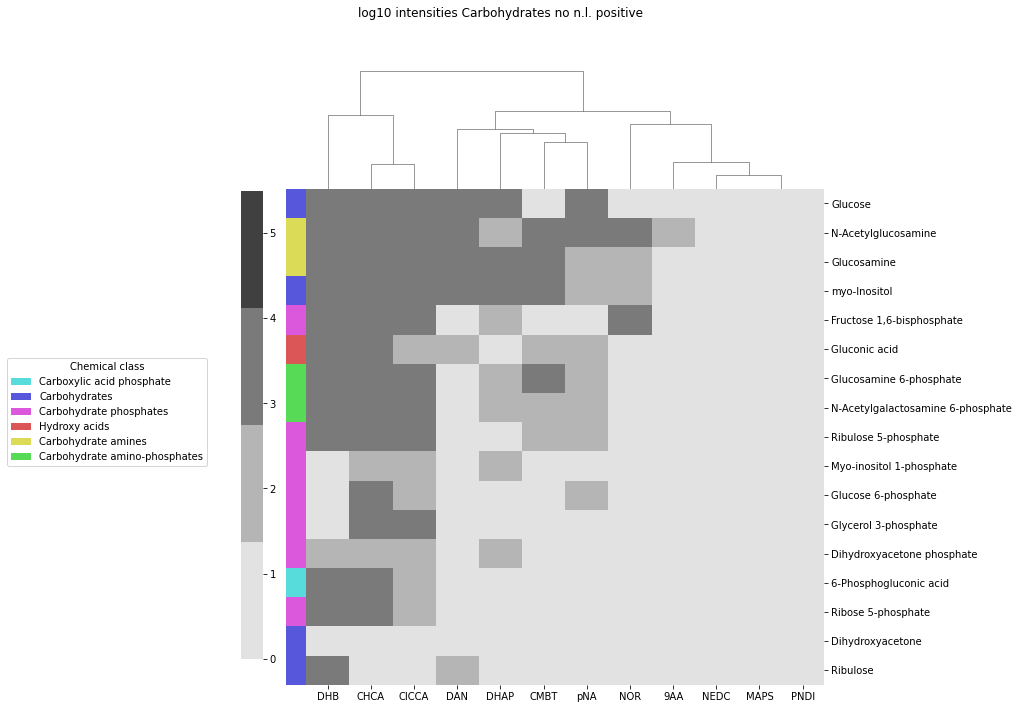 log10 intensities Carbohydrates no n.l. positive
5
4
3
2
1
0
Chemical class
Carboxylic acid phosphate
Carbohydrates
Carbohydrate phosphates
Hydroxy acids
Carbohydrate amines
Carbohydrate amino-phosphates
Glucose
N-Acetylglucosamine
Glucosamine
myo-Inositol
Fructose 1,6-bisphosphate
Gluconic acid
Glucosamine 6-phosphate
N-Acetylgalactosamine 6-phosphate
Ribulose 5-phosphate
Myo-inositol 1-phosphate
Glucose 6-phosphate
Glycerol 3-phosphate
Dihydroxyacetone phosphate
6-Phosphogluconic acid
Ribose 5-phosphate
Dihydroxyacetone
Ribulose
DHB CHCA ClCCA DAN DHAP CMBT pNA NOR 9AA NEDC MAPS PNDI